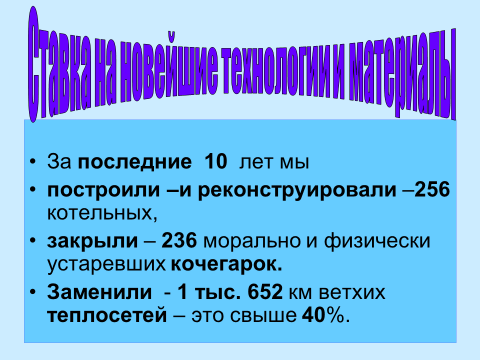 Ставка на новейшие технологии и материалы
• За последние 10 лет мы
• построили –и реконструировали –256
котельных,
• закрыли – 236 морально и физически
устаревших кочегарок.
• Заменили - 1 тыс. 652 км ветхих
теплосетей – это свыше 40%.